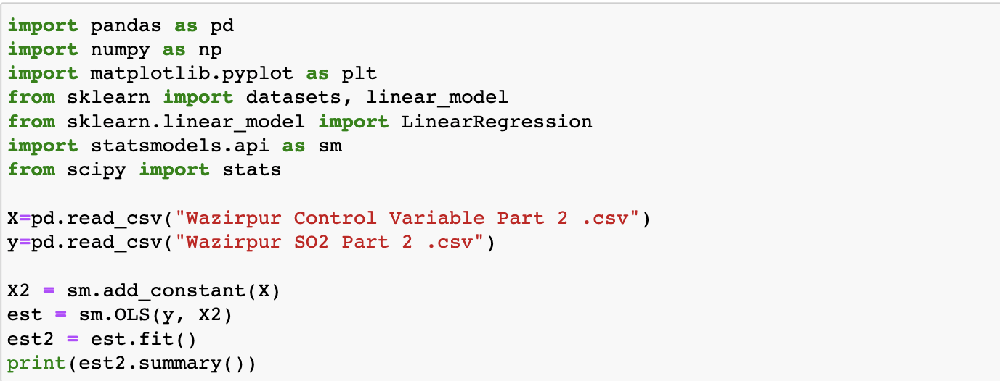 import pandas as pd
import numpy as np
import matplotlib.pyplot as plt
from sklearn import datasets, linear_model
from sklearn.linear_model import LinearRegression
import statsmodels.api as sm
from scipy import stats
X=pd.read_csv("Wazirpur Control Variable Part 2 .csv")
y=pd.read_csv("Wazirpur SO2 Part 2 .csv")
X2 = sm.add_constant(X)
est = sm.OLS(y, X2)
est2 = est.fit()
print(est2.summary())